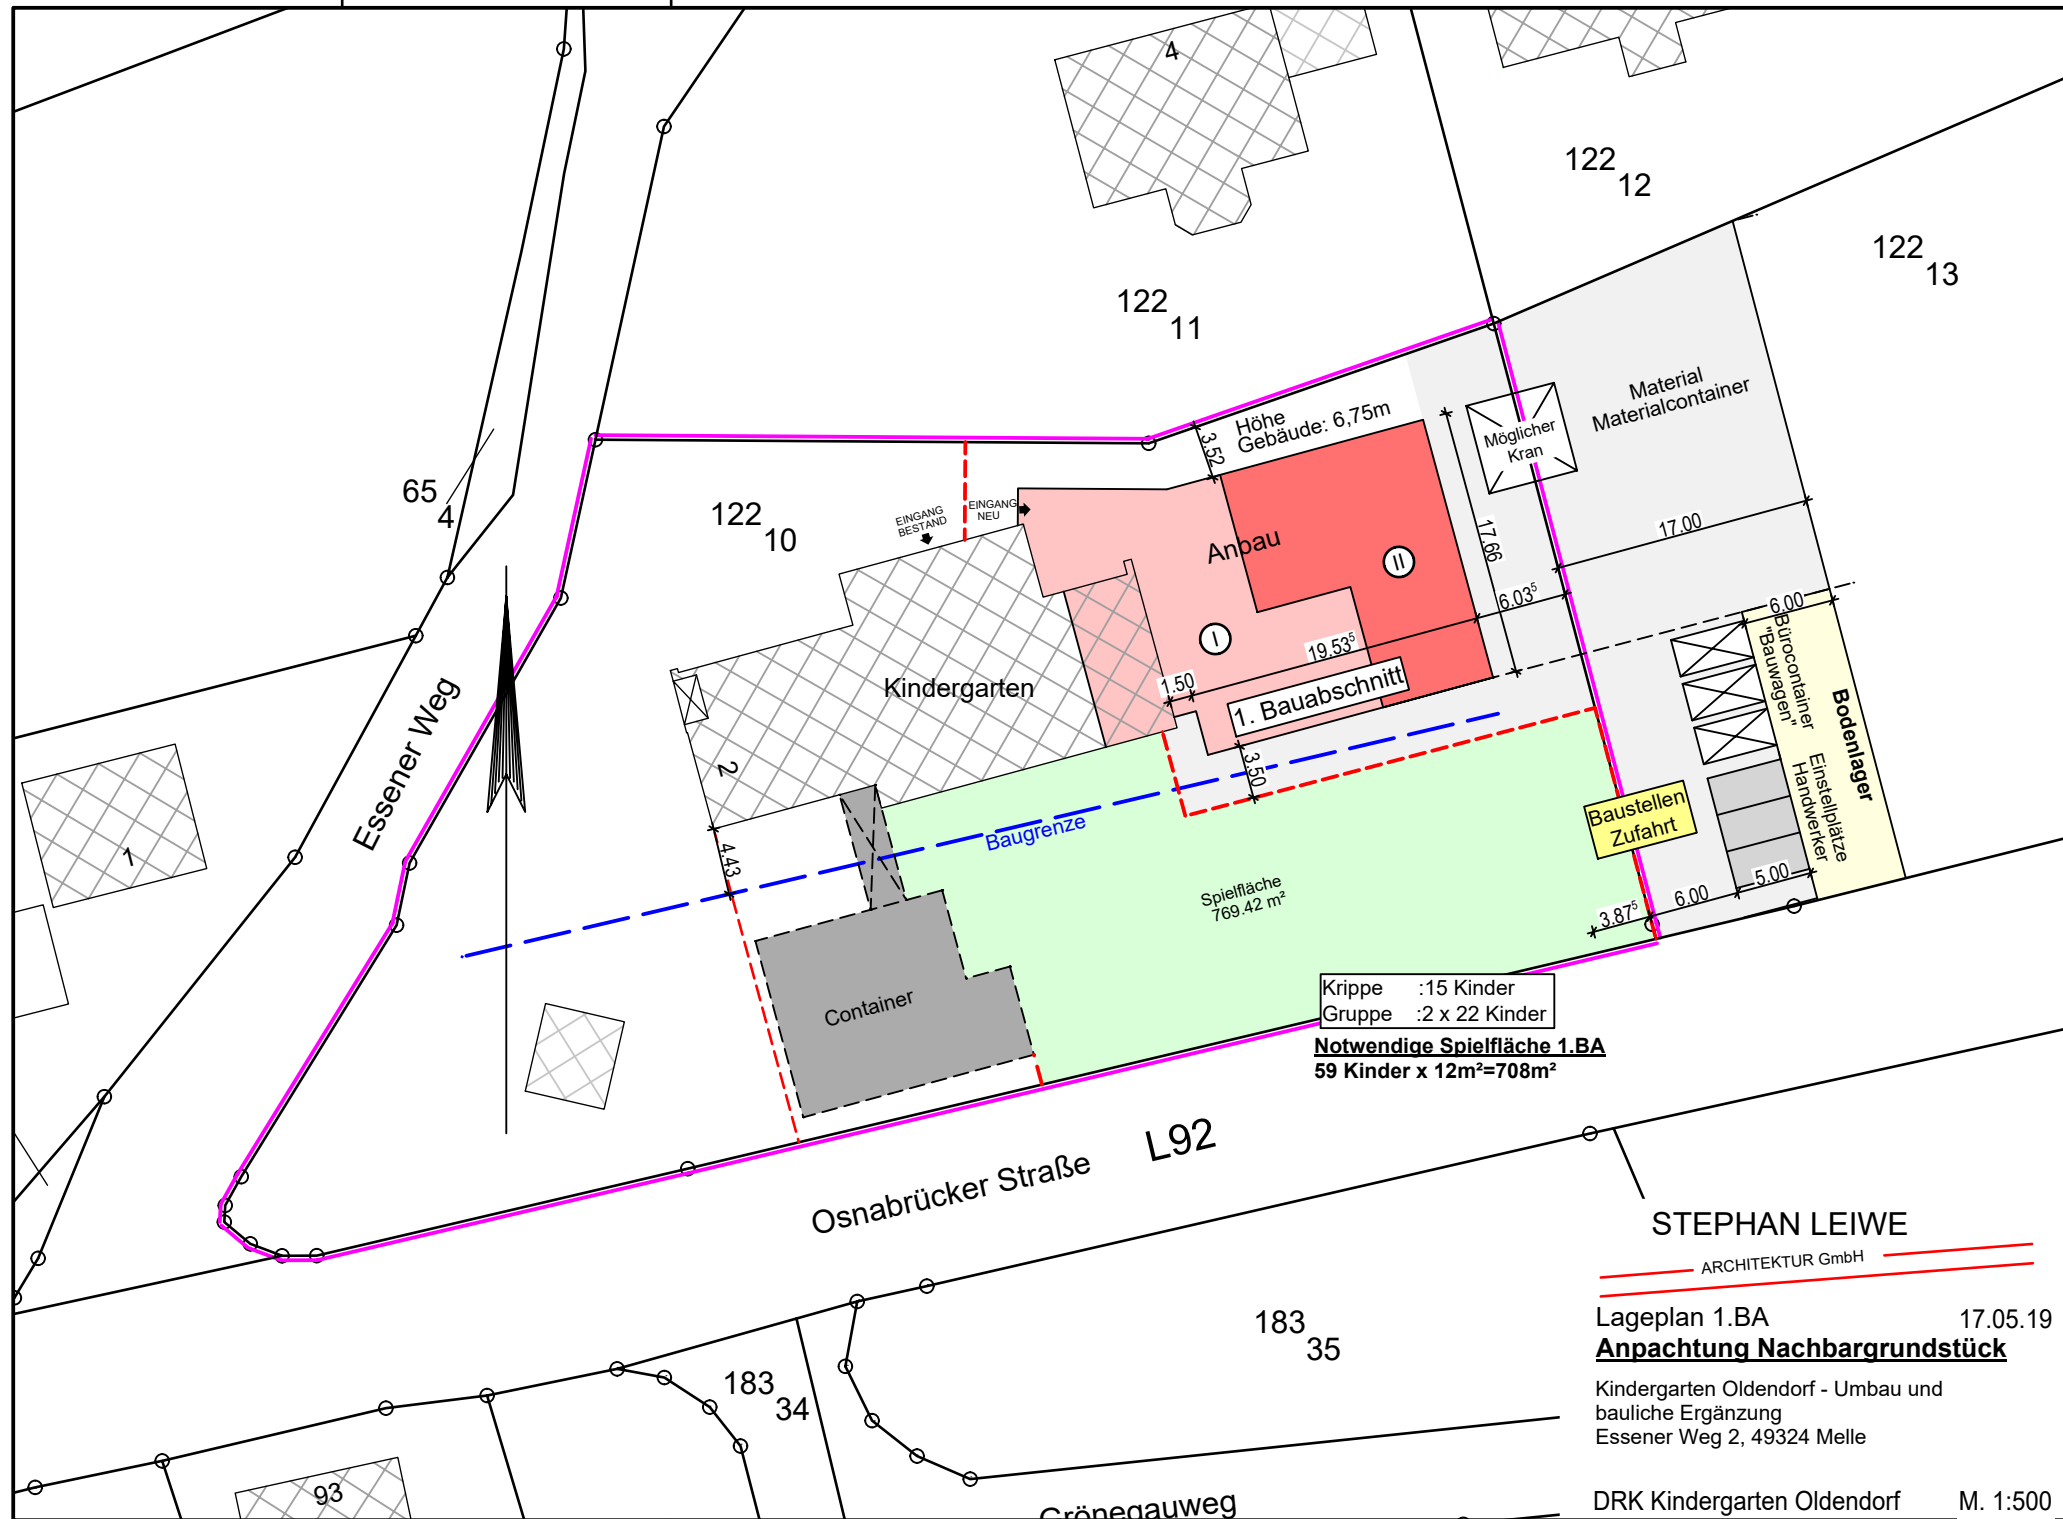 4
122
12
122
13
122
11
Höhe
Gebäude: 6,75m
3.52
Material
Materialcontainer
Möglicher
Kran
65
4
122
10
EINGANG
BESTAND
EINGANG
NEU
Anbau
II
I
17.66
17.00
6.03⁵
19.53⁵
1.50
6.00
Kindergarten
1. Bauabschnitt
3.50
Bürocontainer
"Bauwagen"
Bodenlager
Einstellplätze
Handwerker
Baustellen
Zufahrt
Essener Weg
2
1
4.43
Baugrenze
Spielfläche
769.42 m²
3.87⁵
6.00
5.00
Container
Krippe :15 Kinder
Gruppe :2 x 22 Kinder
Notwendige Spielfläche 1.BA
59 Kinder x 12m²=708m²
Osnabrücker Straße L92
183
35
183
34
93
Grönegauweg
STEPHAN LEIWE
ARCHITEKTUR GmbH
Lageplan 1.BA 17.05.19
Anpachtung Nachbargrundstück
Kindergarten Oldendorf - Umbau und
bauliche Ergänzung
Essener Weg 2, 49324 Melle
DRK Kindergarten Oldendorf M. 1:500